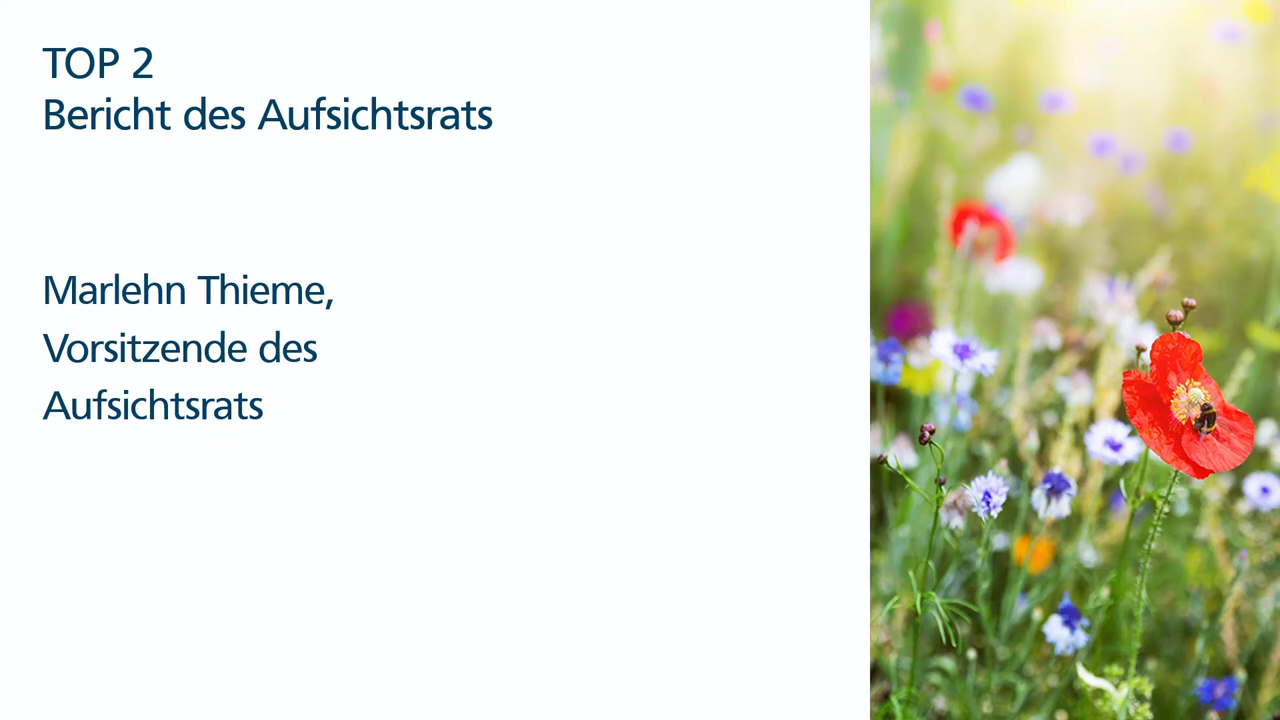 TOP 2
Bericht des Aufsichtsrats
Marlehn Thieme,
Vorsitzende des
Aufsichtsrats